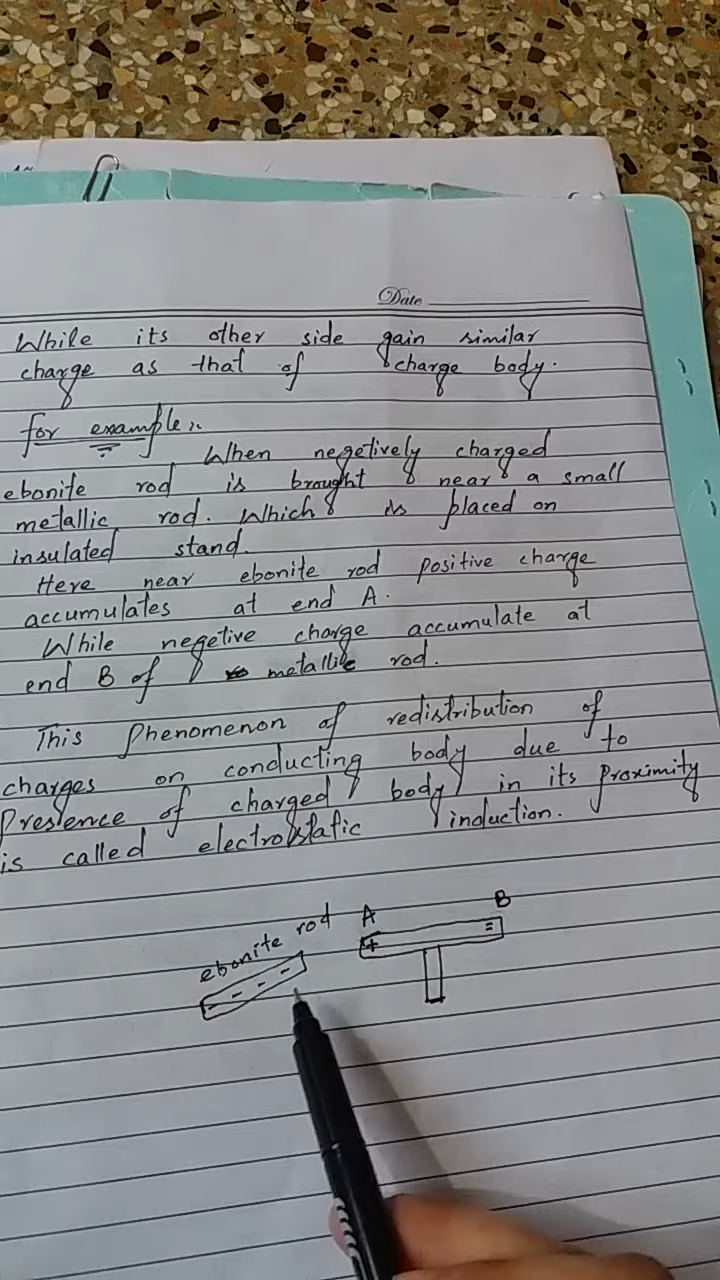 Date
While its other side gain similar
charge as that of charge body.
for example:
When negetively charged
ebonite rod is brought near a small
metallic rod. Which is placed on
insulated stand.
Here near ebonite rod positive charge
accumulates at end A.
While negetive charge accumulate at
end B of metallic rod.
This Phenomenon of redistribution of
charges on conducting body due to
Presence of charged body in its Proximity
is called electrostatic induction.
ebonite rod A B
+ =
- - - -